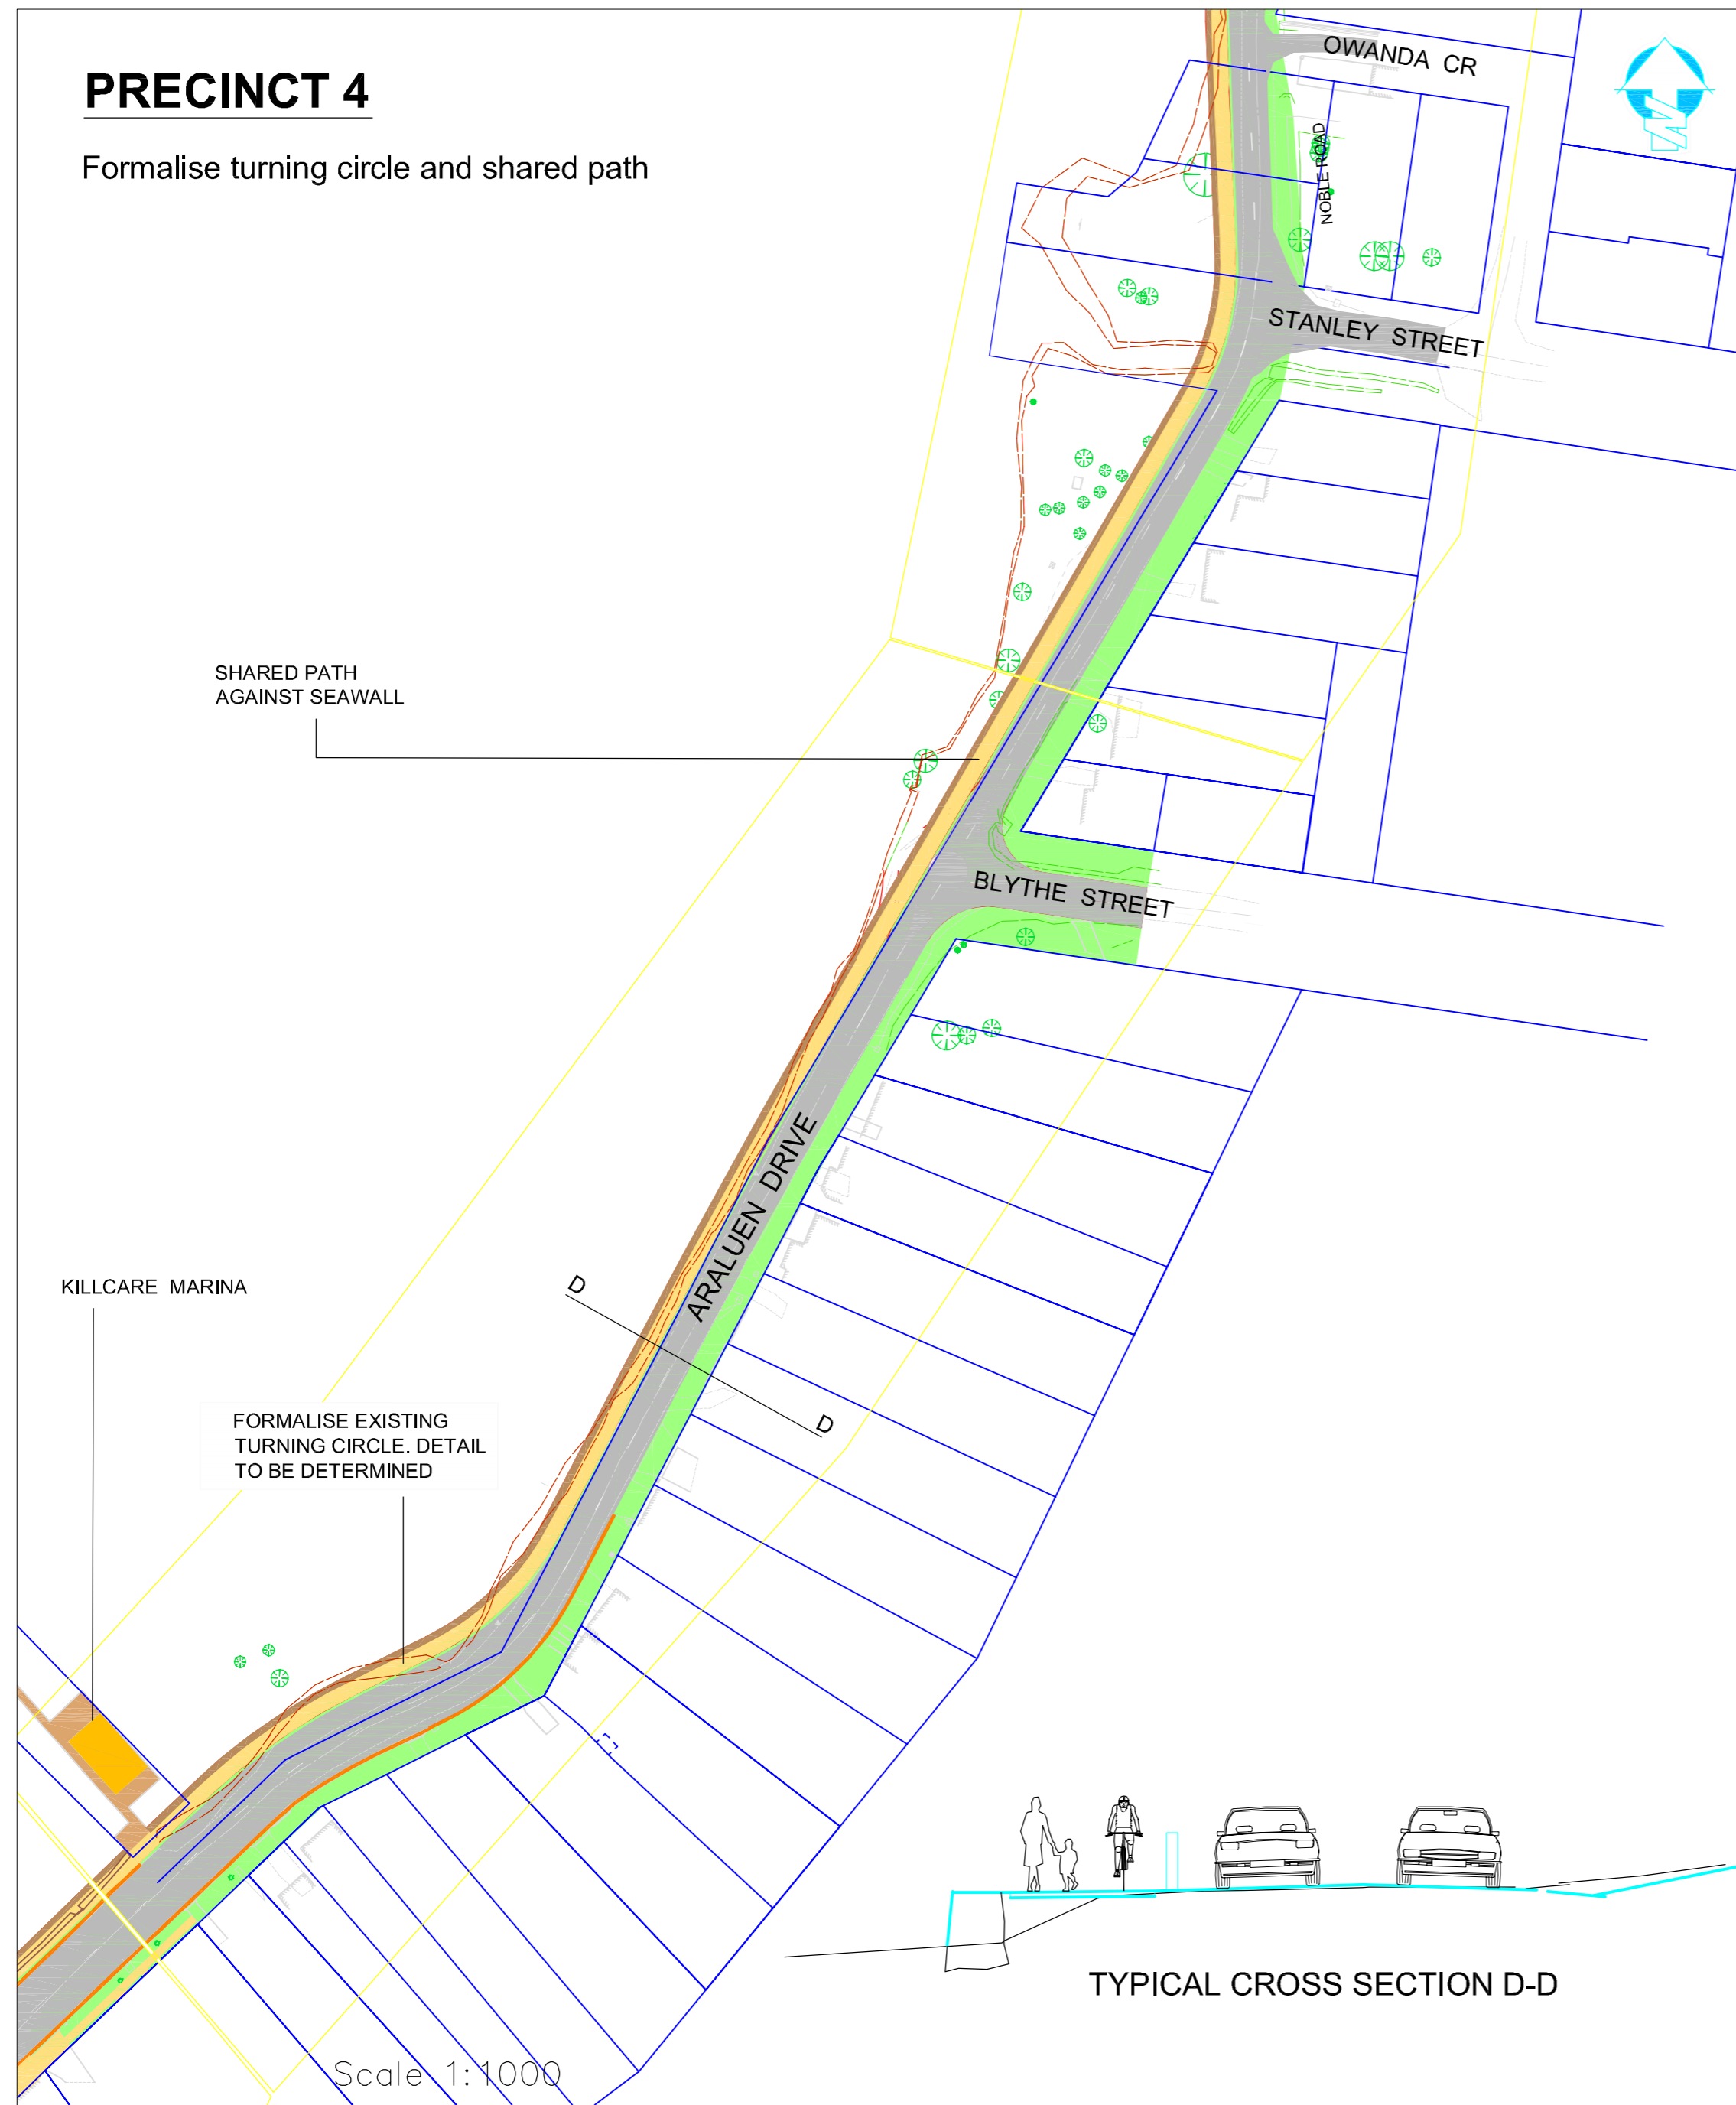 PRECINCT 4
Formalise turning circle and shared path
OWANDA CR
NOBLE ROAD
STANLEY STREET
SHARED PATH
AGAINST SEAWALL
BLYTHE STREET
ARALUEN DRIVE
KILLCARE MARINA
D
D
FORMALISE EXISTING
TURNING CIRCLE. DETAIL
TO BE DETERMINED
TYPICAL CROSS SECTION D-D
Scale 1:1000
N